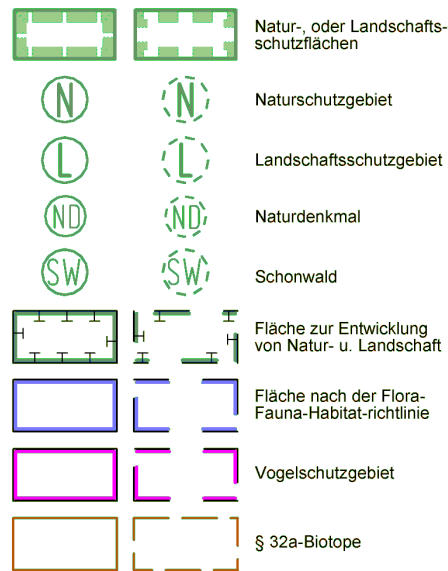 Natur-, oder Landschafts-
schutzflächen
N N Naturschutzgebiet
L L Landschaftsschutzgebiet
ND ND Naturdenkmal
SW SW Schonwald
Fläche zur Entwicklung
von Natur- u. Landschaft
Fläche nach der Flora-
Fauna-Habitat-richtlinie
Vogelschutzgebiet
§ 32a-Biotope